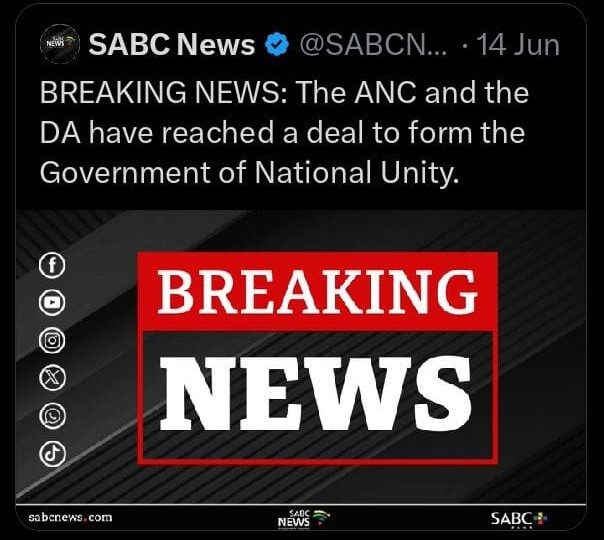 SABC News @SABCN... · 14 Jun
BREAKING NEWS: The ANC and the
DA have reached a deal to form the
Government of National Unity.
BREAKING
NEWS
sabcnews.com
SABC
NEWS
SABC+